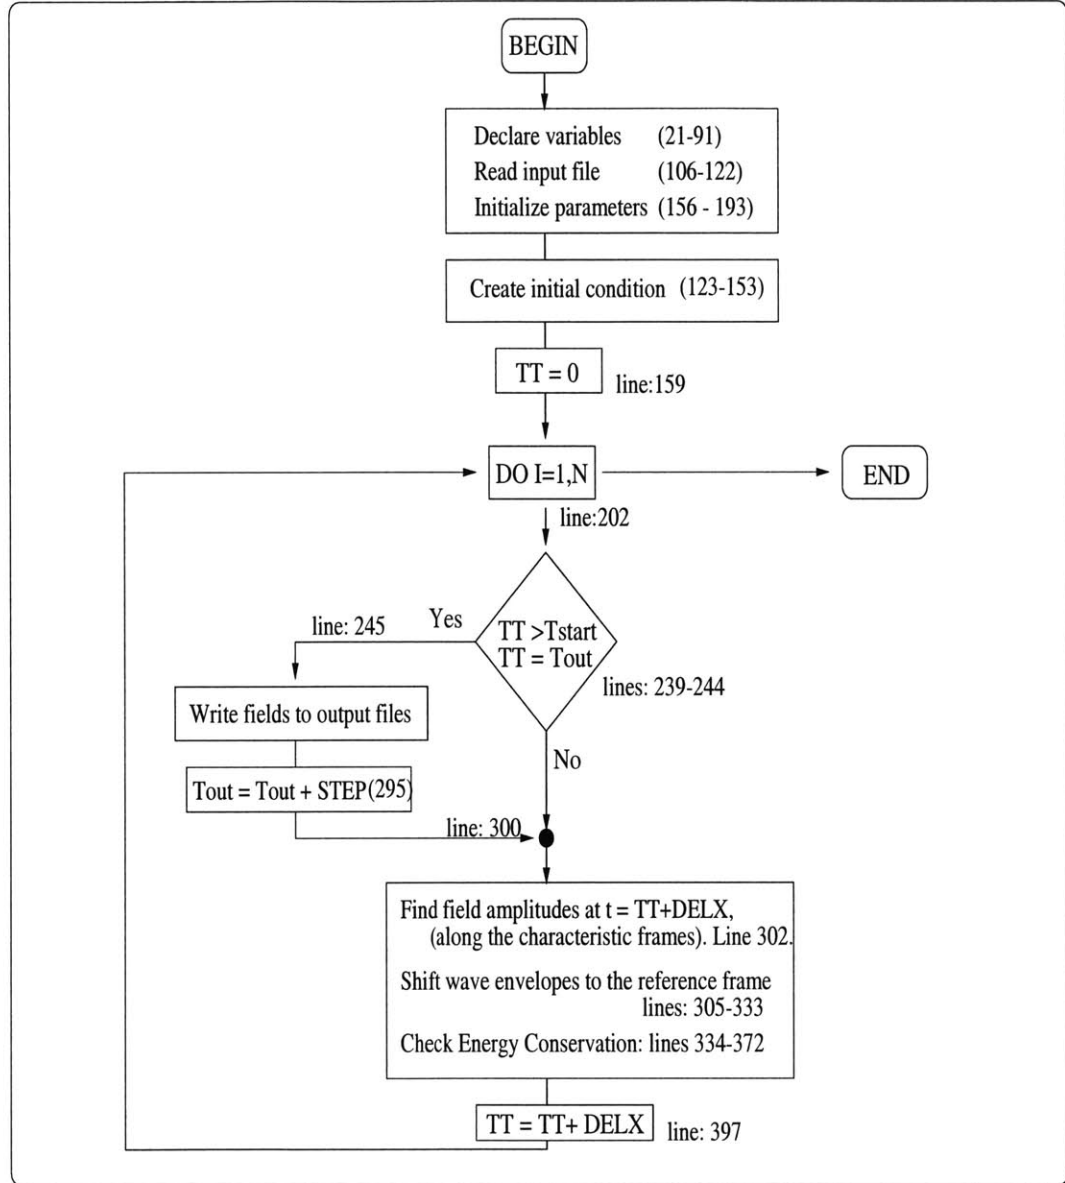 BEGIN
Declare variables (21-91)
Read input file (106-122)
Initialize parameters (156 - 193)
Create initial condition (123-153)
TT = 0
line:159
DO I=1,N
END
line:202
TT >Tstart
TT = Tout
Yes
line: 245
lines: 239-244
Write fields to output files
No
Tout = Tout + STEP(295)
line: 300
Find field amplitudes at t = TT+DELX,
(along the characteristic frames). Line 302.
Shift wave envelopes to the reference frame
lines: 305-333
Check Energy Conservation: lines 334-372
TT = TT+ DELX
line: 397